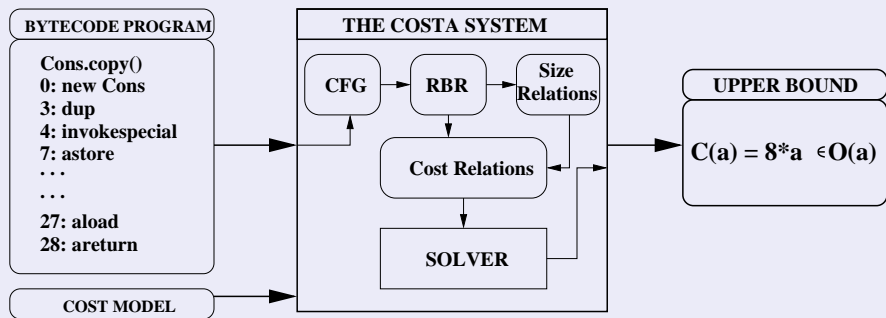 BYTECODE PROGRAM
Cons.copy()
0: new Cons
3: dup
4: invokespecial
7: astore
. . .
. . .
27: aload
28: areturn
COST MODEL
THE COSTA SYSTEM
CFG
RBR
Size
Relations
Cost Relations
SOLVER
UPPER BOUND
C(a) = 8*a ∈O(a)